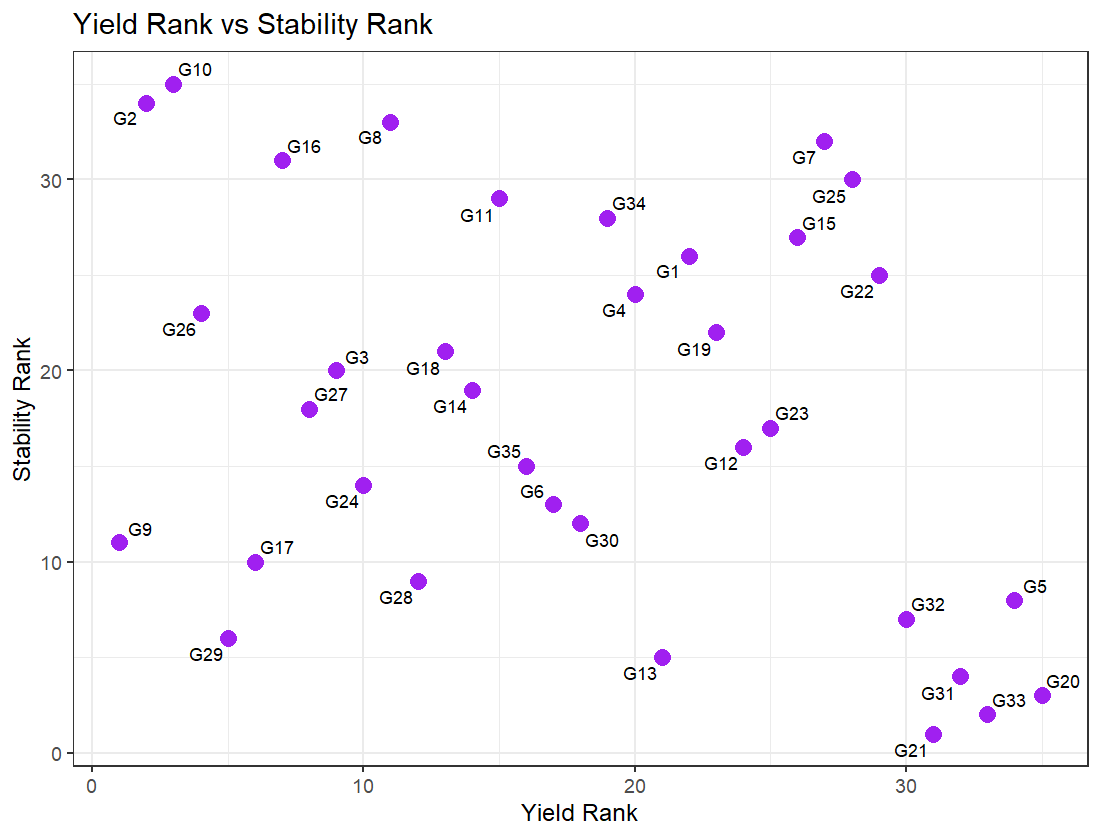 Yield Rank vs Stability Rank
G10
G2
G8
G16
G7
30
G25
G11
G34
G15
G1
G22
G4
G26
G19
G3
G18
20
G27
G14
G23
G35
G12
G6
G24
G9
G30
G17
10
G28
G5
G32
G29
G13
G20
G31
G33
G21
0
0 10 20 30
Yield Rank
Stability Rank